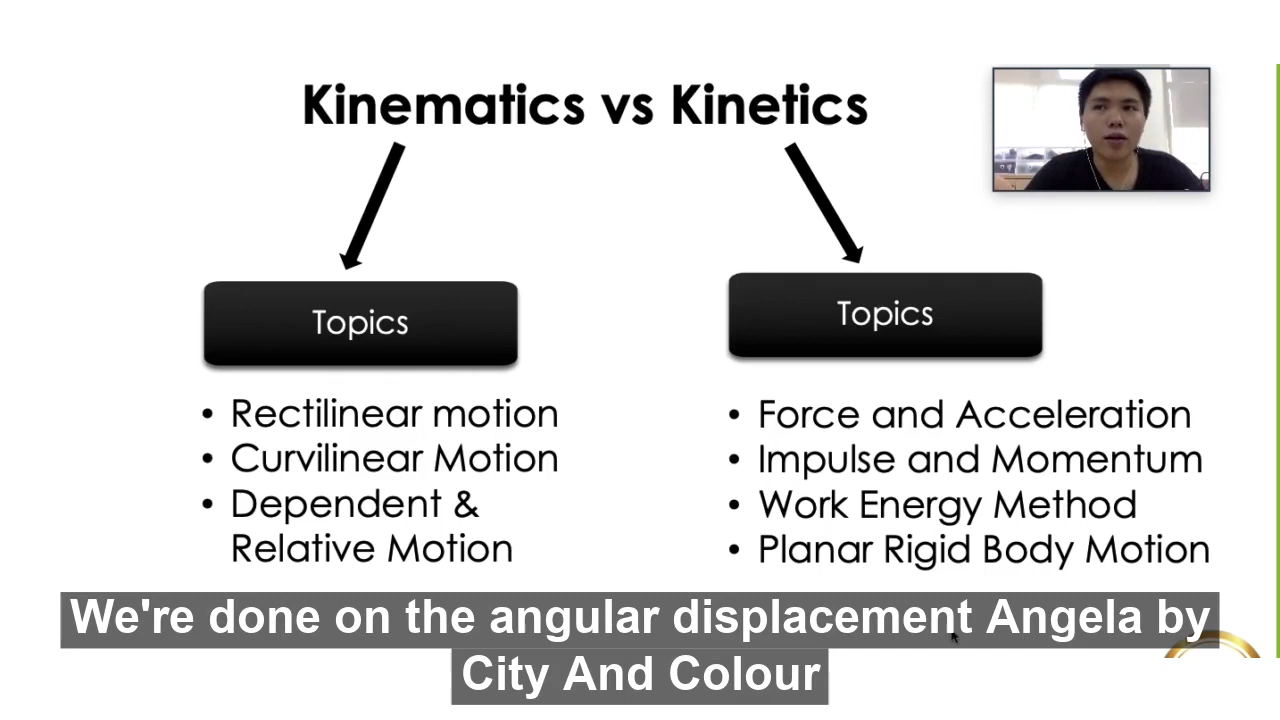 Kinematics vs Kinetics
Topics
• Rectilinear motion
• Curvilinear Motion
• Dependent &
Relative Motion
Topics
• Force and Acceleration
• Impulse and Momentum
• Work Energy Method
• Planar Rigid Body Motion
We're done on the angular displacement Angela by
City And Colour